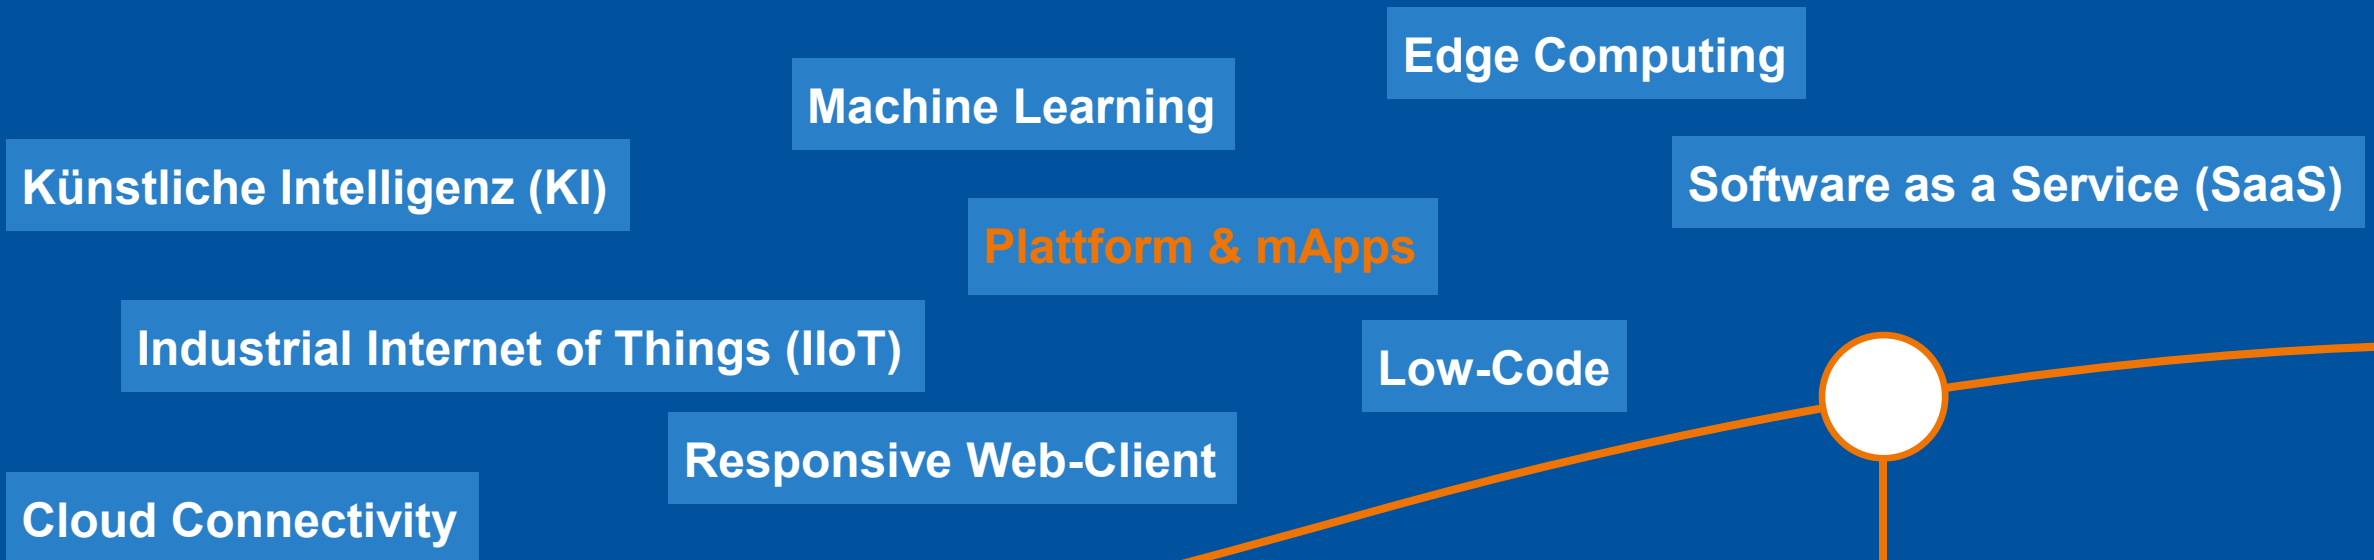 Edge Computing
Machine Learning
Künstliche Intelligenz (KI)
Software as a Service (SaaS)
Plattform & mApps
Industrial Internet of Things (IIoT)
Low-Code
Responsive Web-Client
Cloud Connectivity